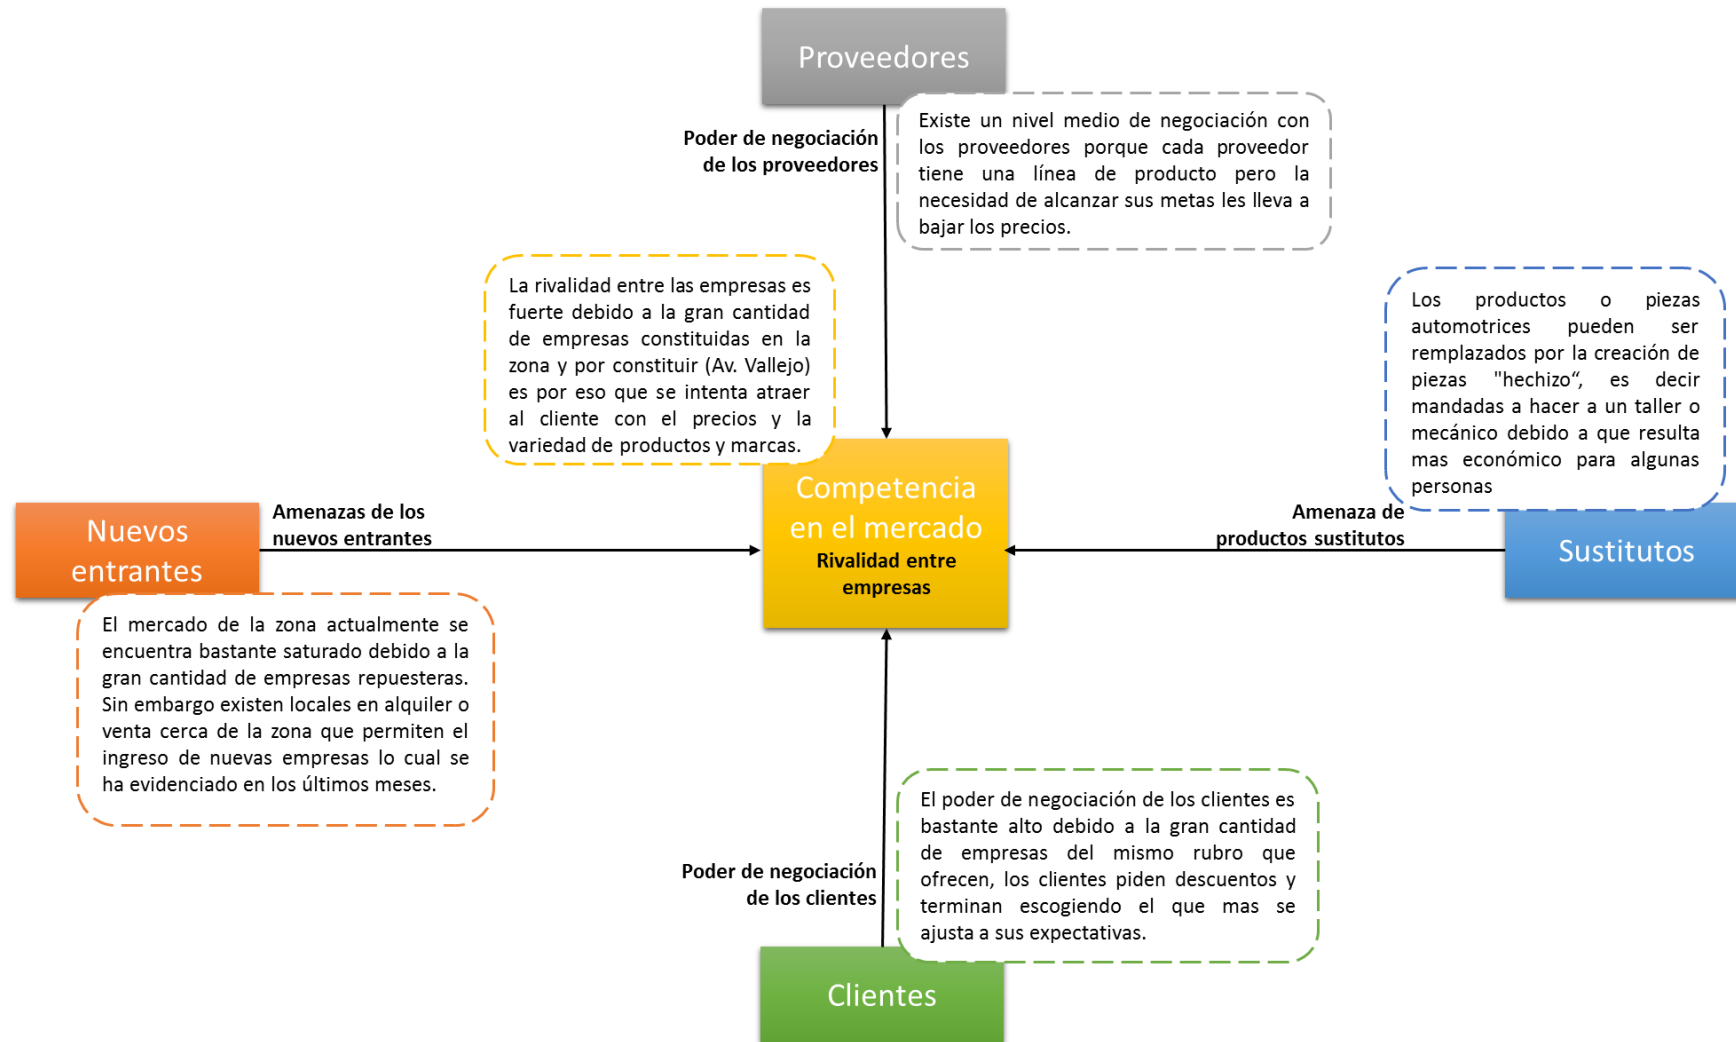 Proveedores
Poder de negociación
de los proveedores
Existe un nivel medio de negociación con
los proveedores porque cada proveedor
tiene una línea de producto pero la
necesidad de alcanzar sus metas les lleva a
bajar los precios.
La rivalidad entre las empresas es
fuerte debido a la gran cantidad
de empresas constituidas en la
zona y por constituir (Av. Vallejo)
es por eso que se intenta atraer
al cliente con el precios y la
variedad de productos y marcas.
Los productos o piezas
automotrices pueden ser
remplazados por la creación de
piezas "hechizo“, es decir
mandadas a hacer a un taller o
mecánico debido a que resulta
mas económico para algunas
personas
Nuevos
entrantes
Amenazas de los
nuevos entrantes
Competencia
en el mercado
Rivalidad entre
empresas
Amenaza de
productos sustitutos
Sustitutos
El mercado de la zona actualmente se
encuentra bastante saturado debido a la
gran cantidad de empresas repuesteras.
Sin embargo existen locales en alquiler o
venta cerca de la zona que permiten el
ingreso de nuevas empresas lo cual se
ha evidenciado en los últimos meses.
Poder de negociación
de los clientes
El poder de negociación de los clientes es
bastante alto debido a la gran cantidad
de empresas del mismo rubro que
ofrecen, los clientes piden descuentos y
terminan escogiendo el que mas se
ajusta a sus expectativas.
Clientes